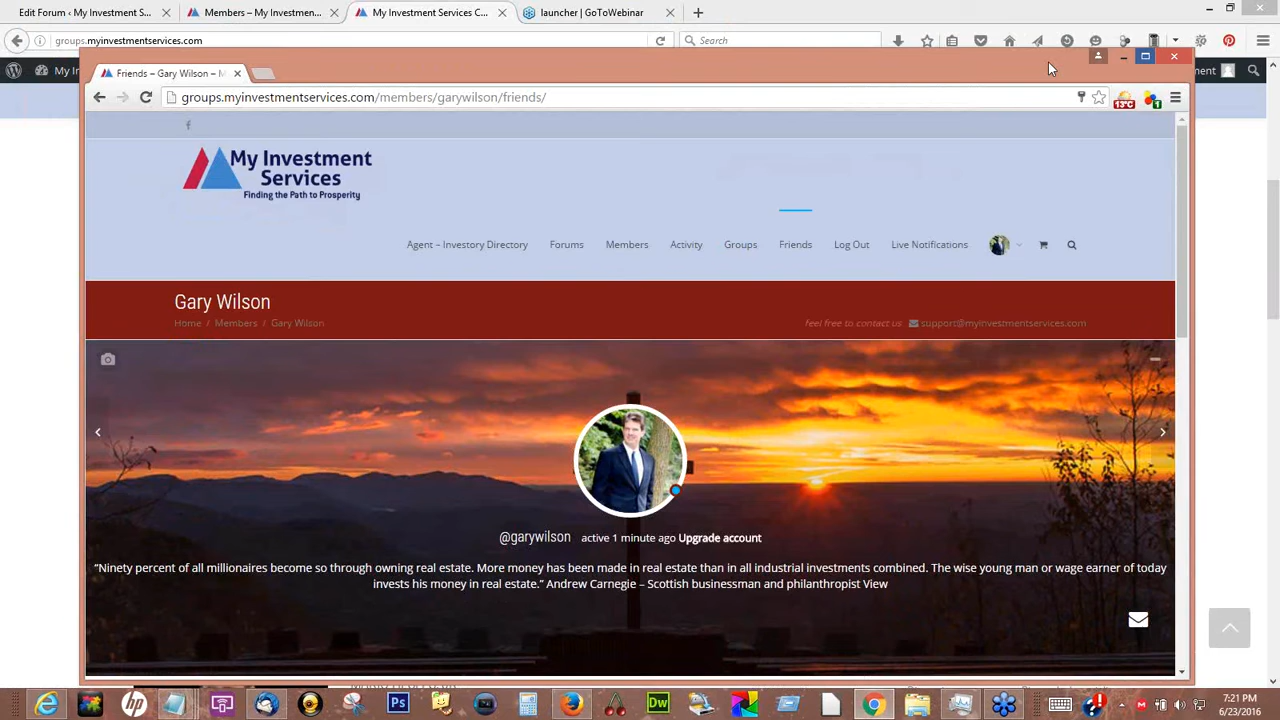 Edit Forum ‹ My Investment S... × Members – My Investment ... × My Investment Services C... × launcher | GoToWebinar × +
groups.myinvestmentservices.com Search
Friends – Gary Wilson – M ×
groups.myinvestmentservices.com/members/garywilson/friends/
13°C 1
My Investment
Services
Finding the Path to Prosperity
Agent – Investory Directory Forums Members Activity Groups Friends Log Out Live Notifications
Gary Wilson
Home / Members / Gary Wilson
feel free to contact us support@myinvestmentservices.com
@garywilson active 1 minute ago Upgrade account
“Ninety percent of all millionaires become so through owning real estate. More money has been made in real estate than in all industrial investments combined. The wise young man or wage earner of today
invests his money in real estate.” Andrew Carnegie – Scottish businessman and philanthropist View
7:21 PM
6/23/2016